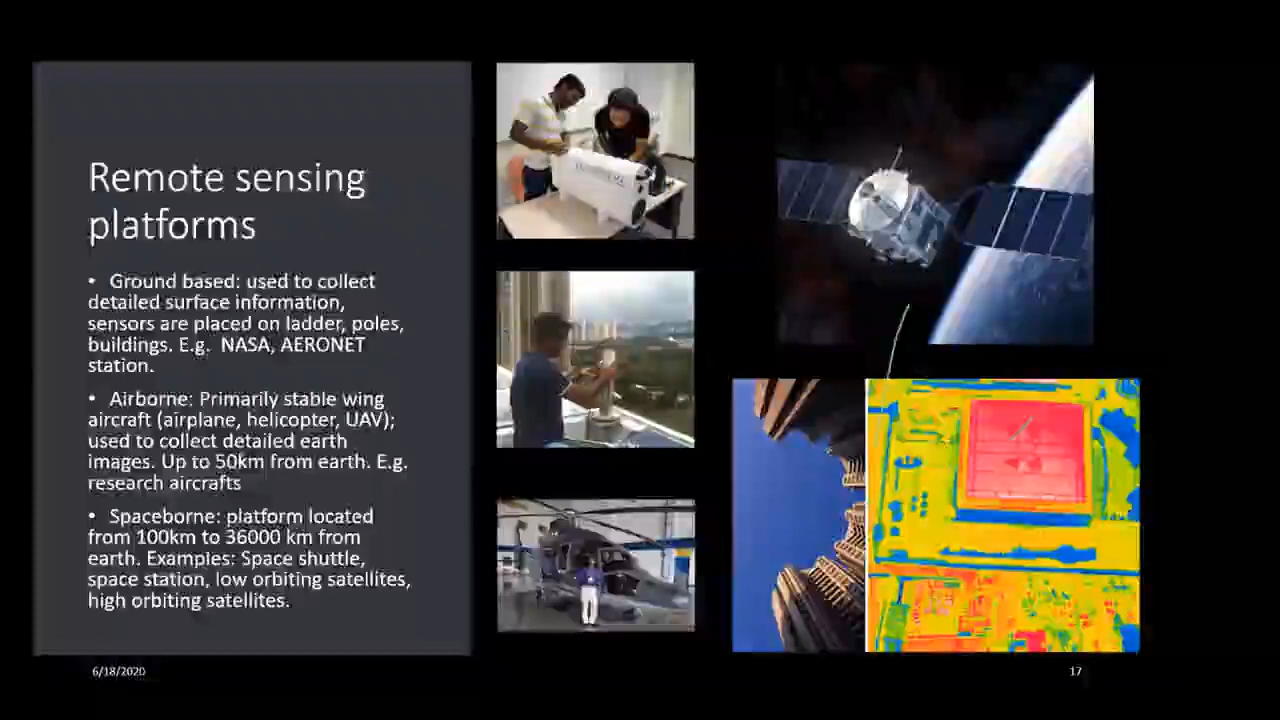 Remote sensing
platforms
• Ground based: used to collect
detailed surface information,
sensors are placed on ladder, poles,
buildings. E.g. NASA, AERONET
station.
• Airborne: Primarily stable wing
aircraft (airplane, helicopter, UAV);
used to collect detailed earth
images. Up to 50km from earth. E.g.
research aircrafts
• Spaceborne: platform located
from 100km to 36000 km from
earth. Examples: Space shuttle,
space station, low orbiting satellites,
high orbiting satellites.
6/18/2020
17